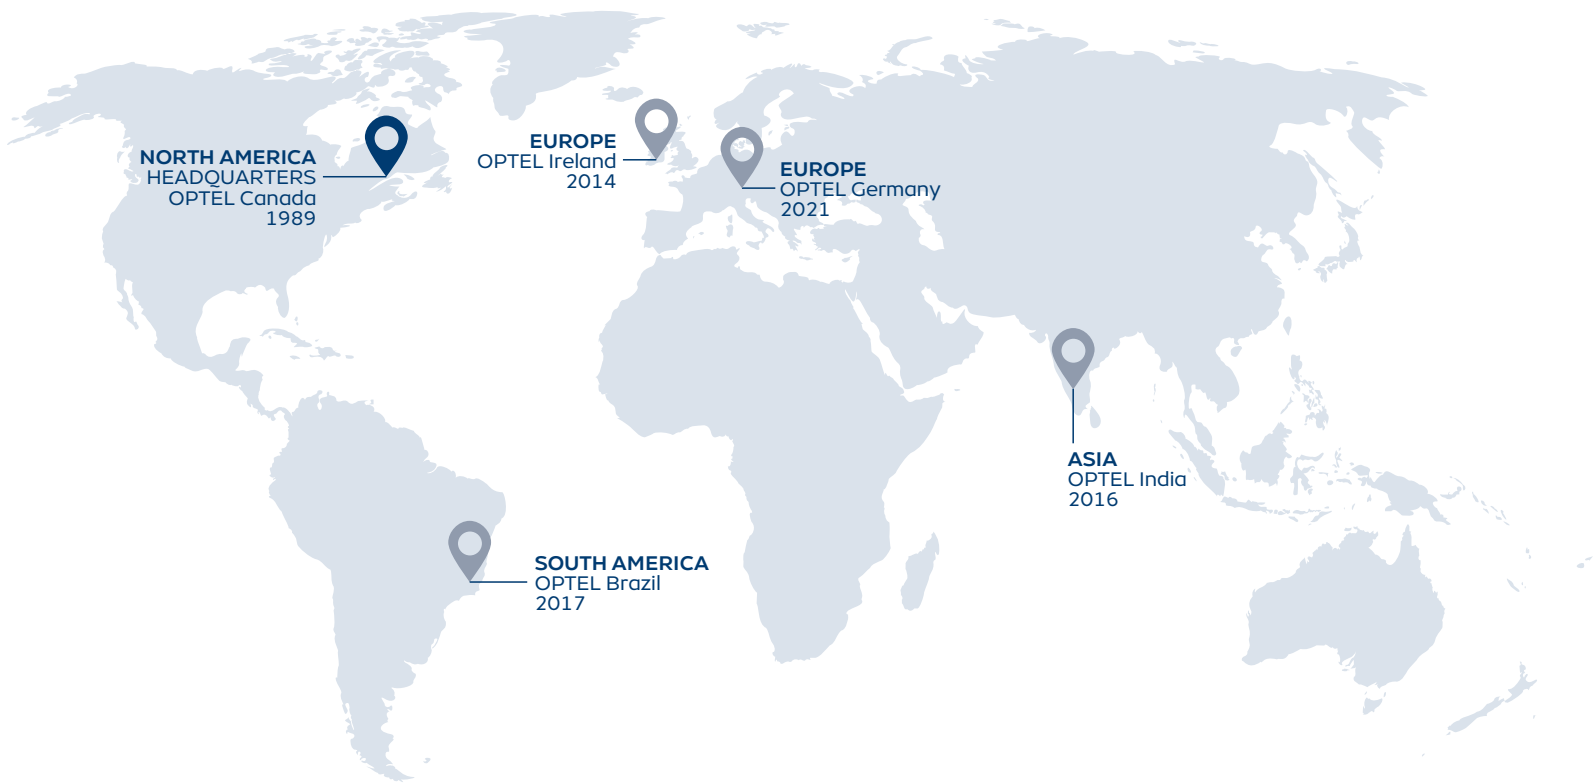 NORTH AMERICA
HEADQUARTERS
OPTEL Canada
1989
EUROPE
OPTEL Ireland
2014
EUROPE
OPTEL Germany
2021
ASIA
OPTEL India
2016
SOUTH AMERICA
OPTEL Brazil
2017